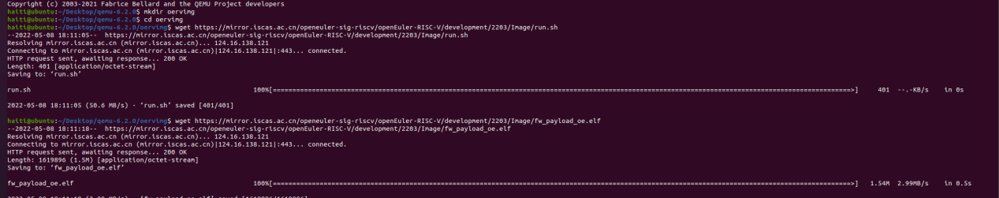 Copyright (c) 2003-2021 Fabrice Bellard and the QEMU Project developers
haiti@ubuntu:~/Desktop/qemu-6.2.0$ mkdir oervimg
haiti@ubuntu:~/Desktop/qemu-6.2.0$ cd oervimg
haiti@ubuntu:~/Desktop/qemu-6.2.0/oervimg$ wget https://mirror.iscas.ac.cn/openeuler-sig-riscv/openEuler-RISC-V/development/2203/Image/run.sh
--2022-05-08 18:11:05-- https://mirror.iscas.ac.cn/openeuler-sig-riscv/openEuler-RISC-V/development/2203/Image/run.sh
Resolving mirror.iscas.ac.cn (mirror.iscas.ac.cn)... 124.16.138.121
Connecting to mirror.iscas.ac.cn (mirror.iscas.ac.cn)|124.16.138.121|:443... connected.
HTTP request sent, awaiting response... 200 OK
Length: 401 [application/octet-stream]
Saving to: ‘run.sh’
run.sh 100%[=================================================>] 401 --.-KB/s in 0s
2022-05-08 18:11:05 (50.6 MB/s) - ‘run.sh’ saved [401/401]
haiti@ubuntu:~/Desktop/qemu-6.2.0/oervimg$ wget https://mirror.iscas.ac.cn/openeuler-sig-riscv/openEuler-RISC-V/development/2203/Image/fw_payload_oe.elf
--2022-05-08 18:11:18-- https://mirror.iscas.ac.cn/openeuler-sig-riscv/openEuler-RISC-V/development/2203/Image/fw_payload_oe.elf
Resolving mirror.iscas.ac.cn (mirror.iscas.ac.cn)... 124.16.138.121
Connecting to mirror.iscas.ac.cn (mirror.iscas.ac.cn)|124.16.138.121|:443... connected.
HTTP request sent, awaiting response... 200 OK
Length: 1619896 (1.5M) [application/octet-stream]
Saving to: ‘fw_payload_oe.elf’
fw_payload_oe.elf 100%[=================================================>] 1.54M 2.99MB/s in 0.5s